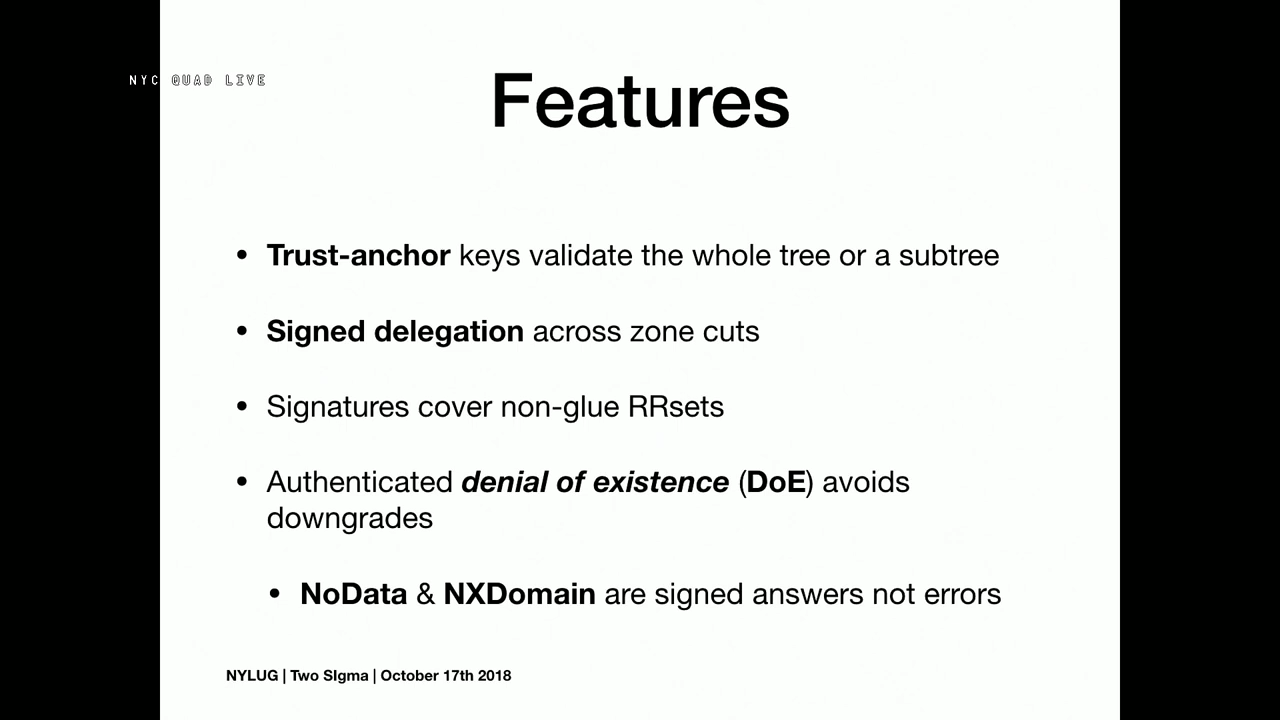 NYC QUAD LIVE
Features
• Trust-anchor keys validate the whole tree or a subtree
• Signed delegation across zone cuts
• Signatures cover non-glue RRsets
• Authenticated denial of existence (DoE) avoids
downgrades
• NoData & NXDomain are signed answers not errors
NYLUG | Two SIgma | October 17th 2018